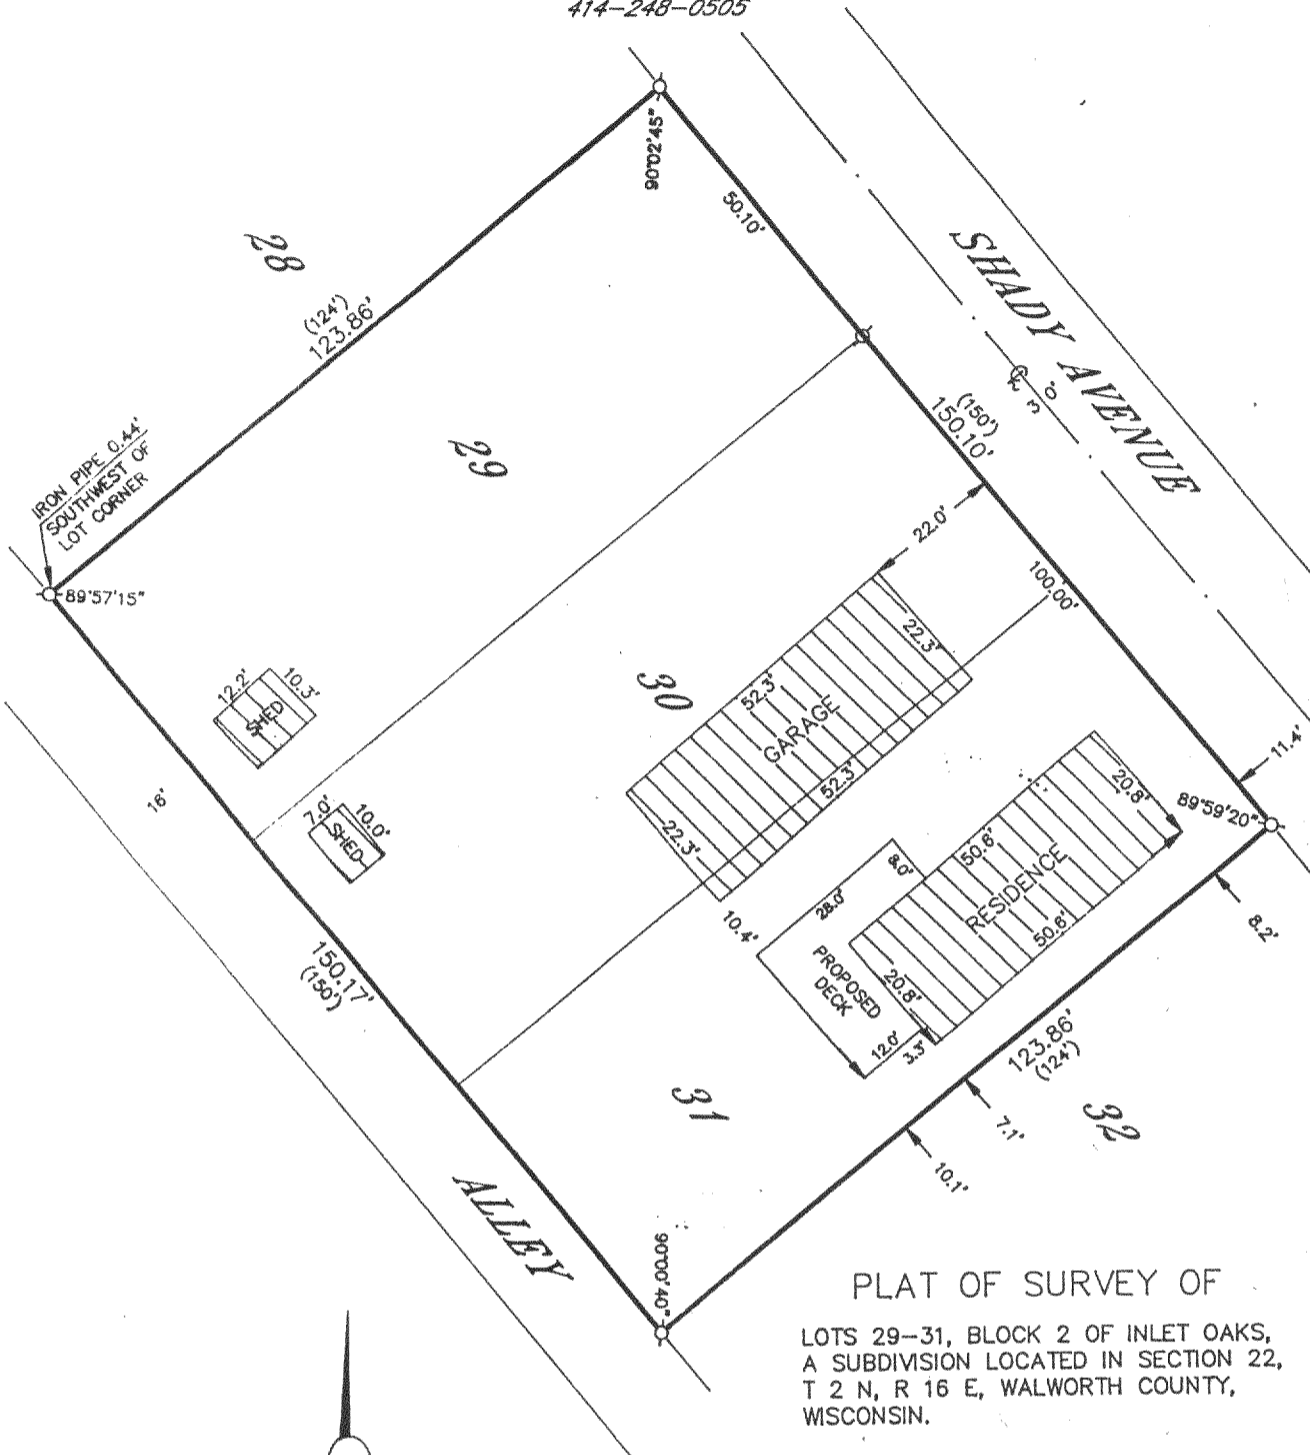 414-248-0505
90°02'45"
50.10'
28
SHADY AVENUE
(124')
123.86'
(150')
150.10'
IRON PIPE 0.44'
SOUTHWEST OF
LOT CORNER
29
22.0'
89°57'15"
100.00'
22.3'
30
52.3'
GARAGE
52.3'
22.3'
12.2'
10.3'
SHED
11.4'
16'
7.0'
10.0'
SHED
20.8'
89°59'20"
50.6'
RESIDENCE
50.6'
8.0'
28.0'
10.4'
8.2'
PROPOSED
DECK
20.8'
150.17'
(150')
12.0'
3.3'
123.86'
(124')
31
32
7.1'
10.1'
ALLEY
90°00'40"
PLAT OF SURVEY OF
LOTS 29-31, BLOCK 2 OF INLET OAKS,
A SUBDIVISION LOCATED IN SECTION 22,
T 2 N, R 16 E, WALWORTH COUNTY,
WISCONSIN.